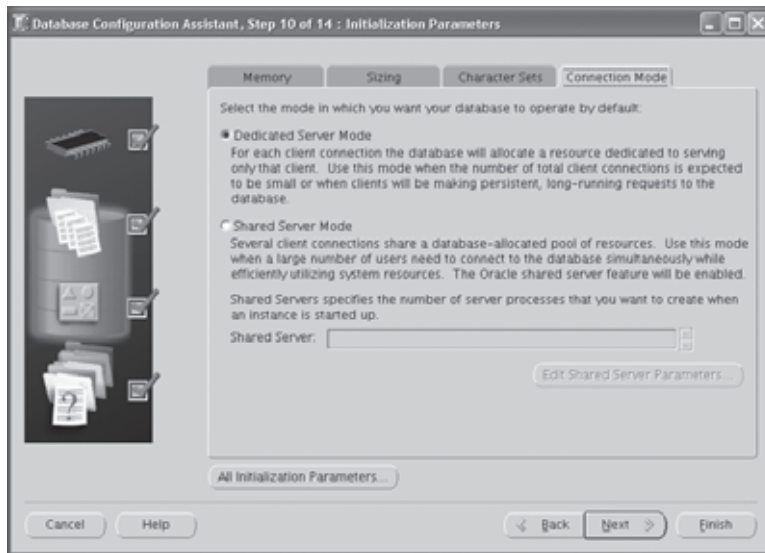 Database Configuration Assistant, Step 10 of 14 : Initialization Parameters
Memory
Sizing
Character Sets
Connection Mode
Select the mode in which you want your database to operate by default:
Dedicated Server Mode
For each client connection the database will allocate a resource dedicated to serving
only that client. Use this mode when the number of total client connections is expected
to be small or when clients will be making persistent, long-running requests to the
database.
Shared Server Mode
Several client connections share a database-allocated pool of resources. Use this mode
when a large number of users need to connect to the database simultaneously while
efficiently utilizing system resources. The Oracle shared server feature will be enabled.
Shared Servers specifies the number of server processes that you want to create when
an instance is started up.
Shared Server:
Edit Shared Server Parameters...
?
All Initialization Parameters...
Cancel
Help
Back
Next
Finish